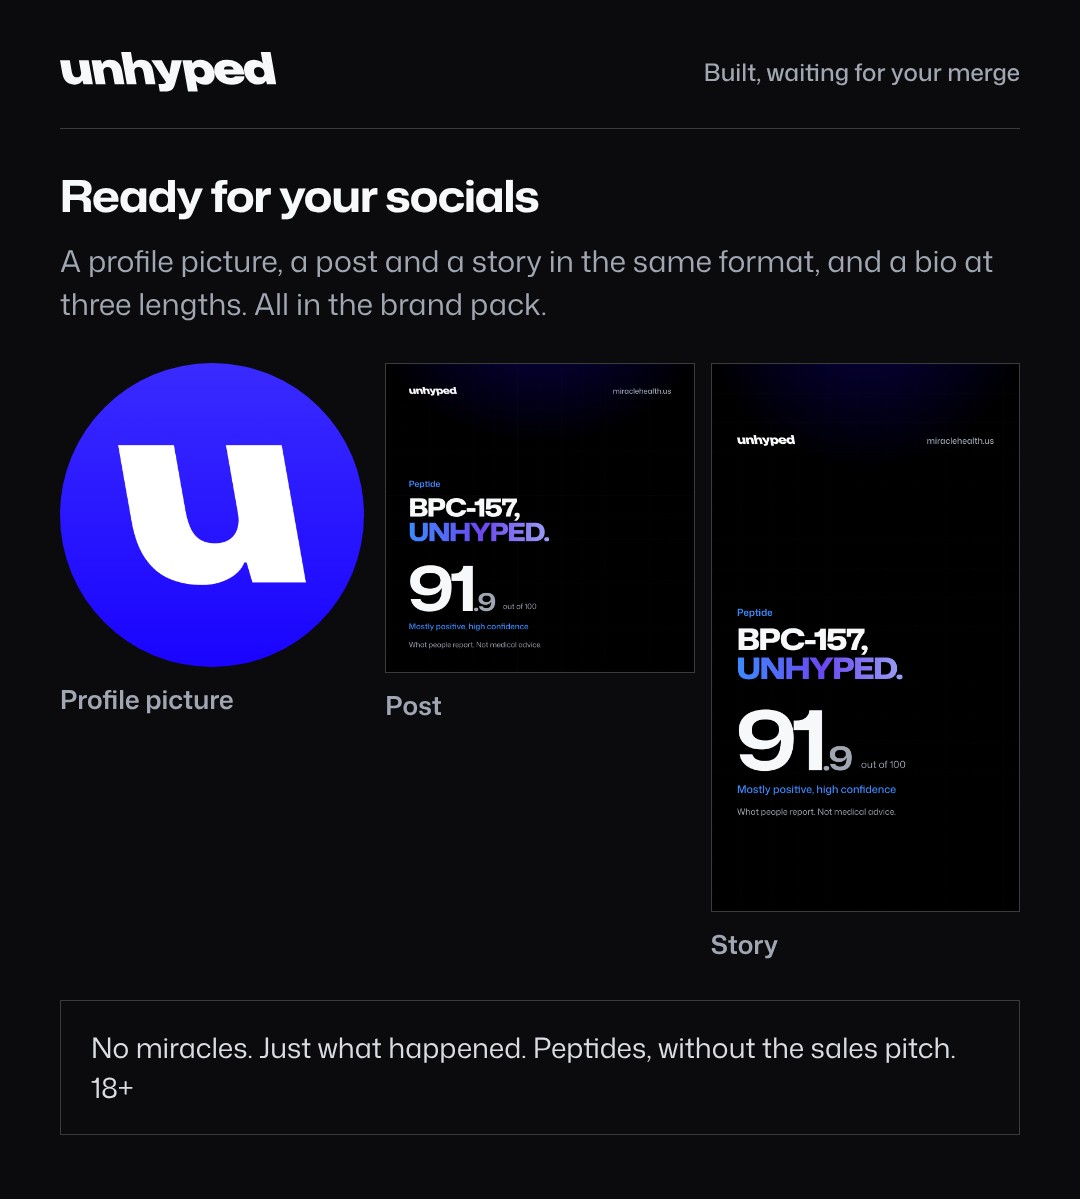 unhyped
Built, waiting for your merge
Ready for your socials
A profile picture, a post and a story in the same format, and a bio at
three lengths. All in the brand pack.
u
Profile picture
unhyped
miraclehealth.us
Peptide
BPC-157,
UNHYPED.
91.9 out of 100
Mostly positive, high confidence
What people report. Not medical advice.
Post
unhyped
miraclehealth.us
Peptide
BPC-157,
UNHYPED.
91.9 out of 100
Mostly positive, high confidence
What people report. Not medical advice.
Story
No miracles. Just what happened. Peptides, without the sales pitch.
18+